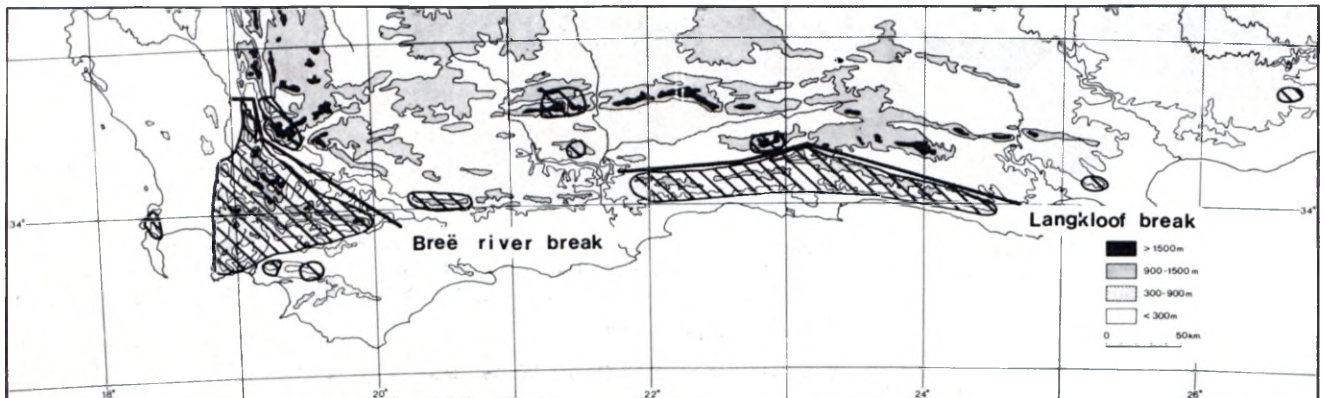 34°
34°
Breë river break
Langkloof break
> 1500m
900-1500m
300-900m
< 300m
0 50km
18° 20° 22° 24° 26°